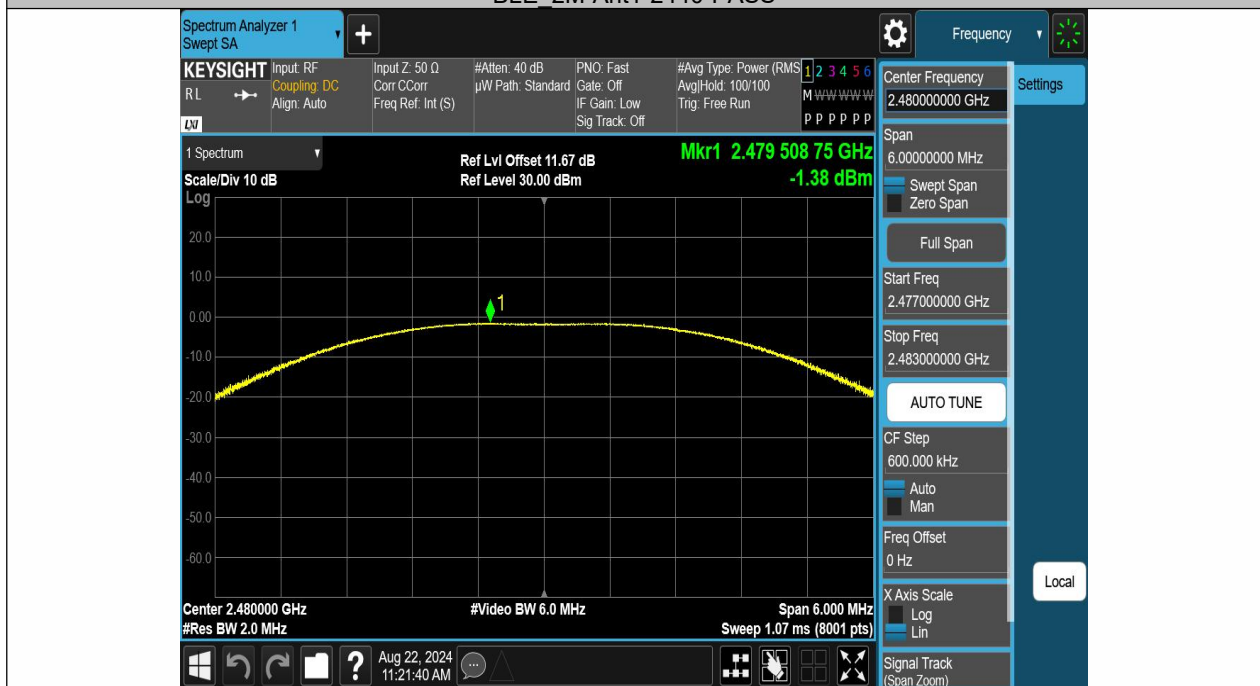 Spectrum Analyzer 1
Swept SA
Frequency
KEYSIGHT
RL
LXI
Input: RF
Coupling: DC
Align: Auto
Input Z: 50 Ω
Corr CCorr
Freq Ref: Int (S)
#Atten: 40 dB
µW Path: Standard
PNO: Fast
Gate: Off
IF Gain: Low
Sig Track: Off
#Avg Type: Power (RMS
Avg|Hold: 100/100
Trig: Free Run
1 2 3 4 5 6
M W W W W W
P P P P P P
1 Spectrum
Scale/Div 10 dB
Log
Ref Lvl Offset 11.67 dB
Ref Level 30.00 dBm
Mkr1 2.479 508 75 GHz
-1.38 dBm
20.0
10.0
0.00
-10.0
-20.0
-30.0
-40.0
-50.0
-60.0
1
Center 2.480000 GHz
#Res BW 2.0 MHz
#Video BW 6.0 MHz
Span 6.000 MHz
Sweep 1.07 ms (8001 pts)
Aug 22, 2024
11:21:40 AM
Center Frequency
2.480000000 GHz
Settings
Span
6.00000000 MHz
Swept Span
Zero Span
Full Span
Start Freq
2.477000000 GHz
Stop Freq
2.483000000 GHz
AUTO TUNE
CF Step
600.000 kHz
Auto
Man
Freq Offset
0 Hz
Local
X Axis Scale
Log
Lin
Signal Track
(Span Zoom)